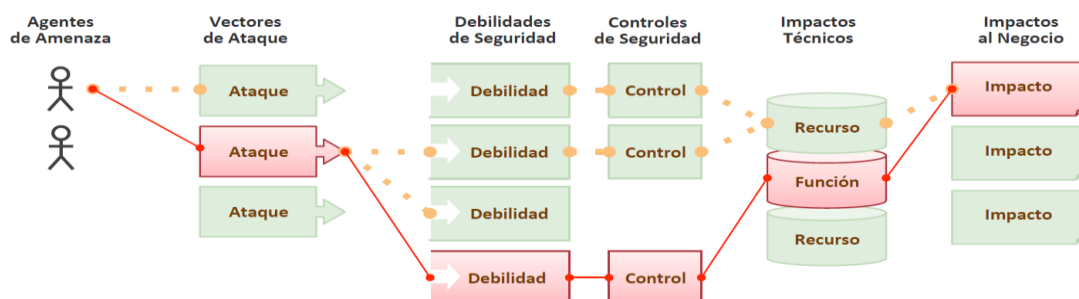 Agentes
de Amenaza
Vectores
de Ataque
Debilidades
de Seguridad
Controles
de Seguridad
Impactos
Técnicos
Impactos
al Negocio
Ataque
Debilidad
Control
Impacto
Recurso
Ataque
Debilidad
Control
Impacto
Función
Ataque
Debilidad
Impacto
Recurso
Debilidad
Control